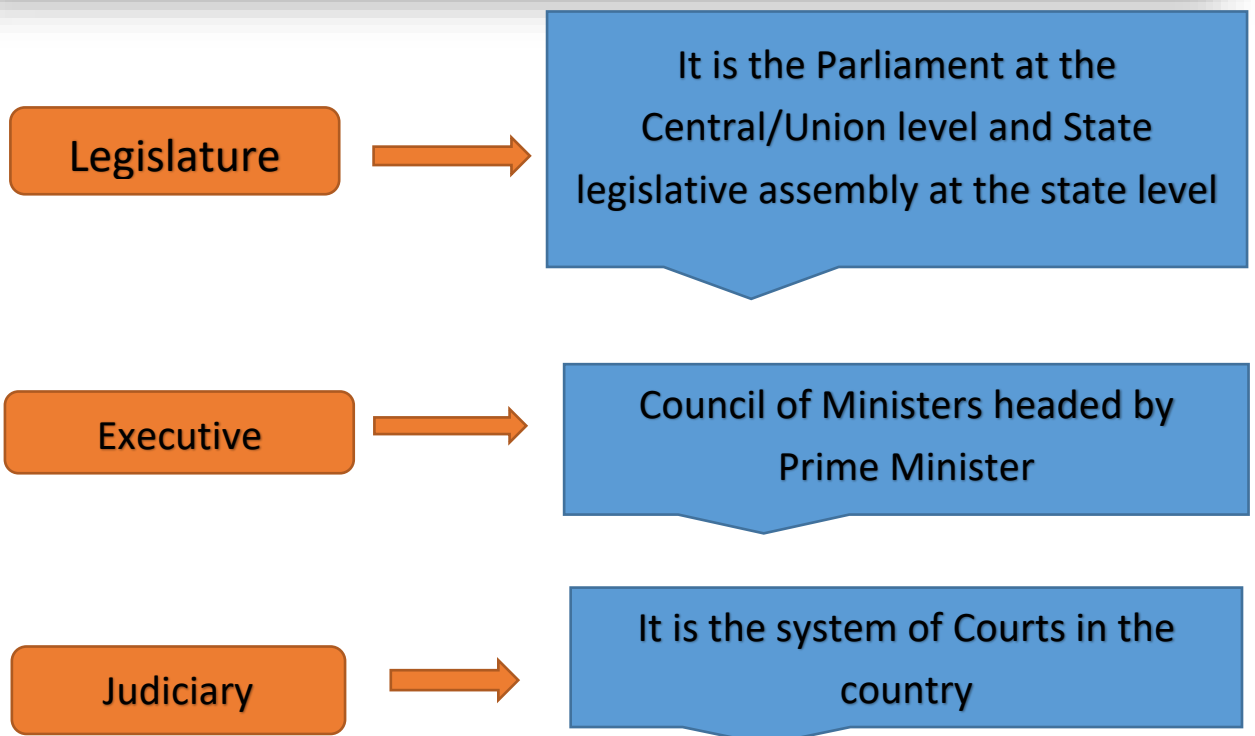 Legislature
It is the Parliament at the
Central/Union level and State
legislative assembly at the state level
Executive
Council of Ministers headed by
Prime Minister
Judiciary
It is the system of Courts in the
country